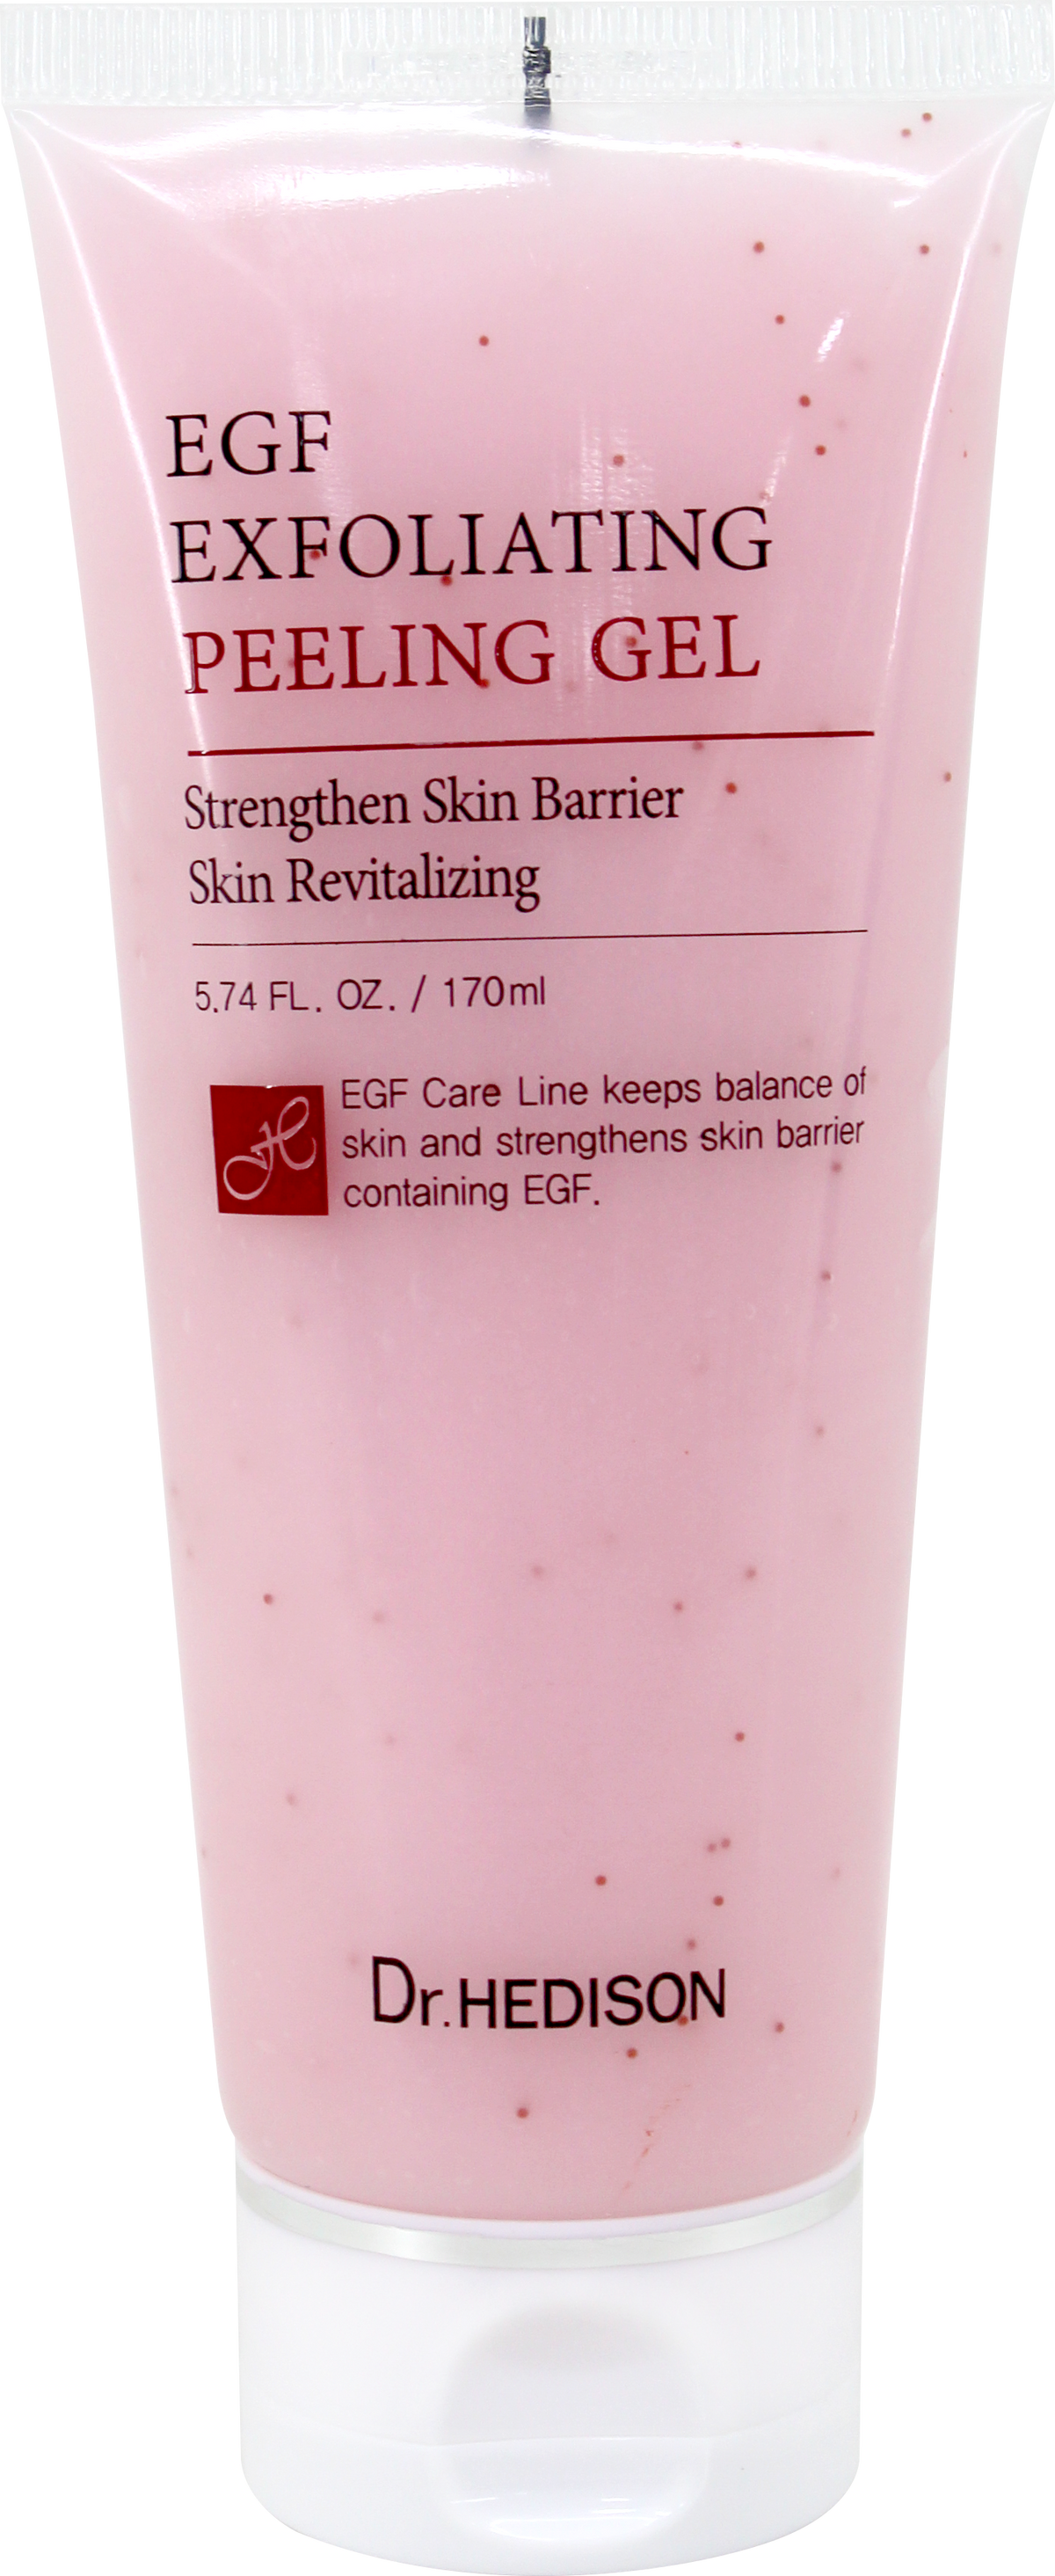 EGF
EXFOLIATING
PEELING GEL
Strengthen Skin Barrier
Skin Revitalizing
5.74 FL. OZ. / 170ml
H
EGF Care Line keeps balance of
skin and strengthens skin barrier
containing EGF.
Dr.HEDISON